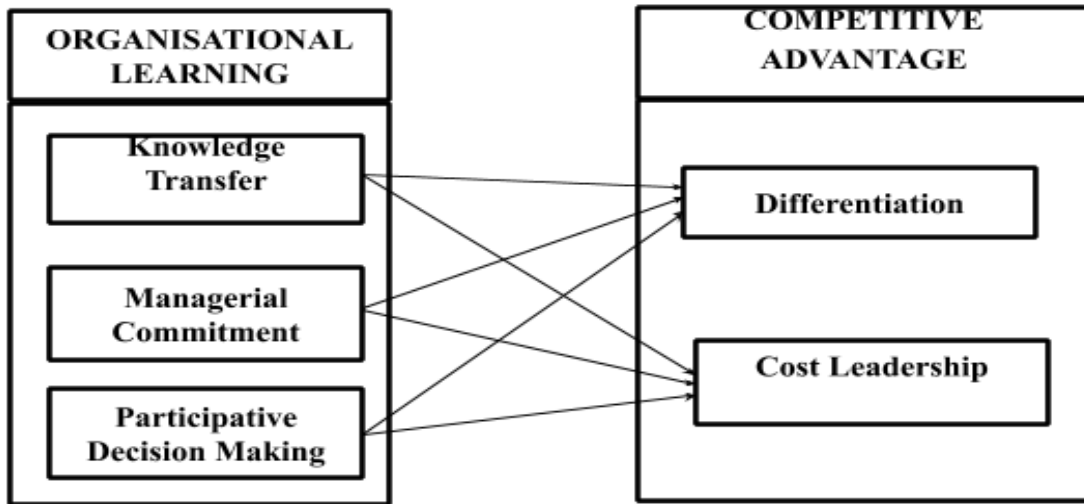 ORGANISATIONAL
LEARNING
Knowledge
Transfer
Managerial
Commitment
Participative
Decision Making
COMPETITIVE
ADVANTAGE
Differentiation
Cost Leadership